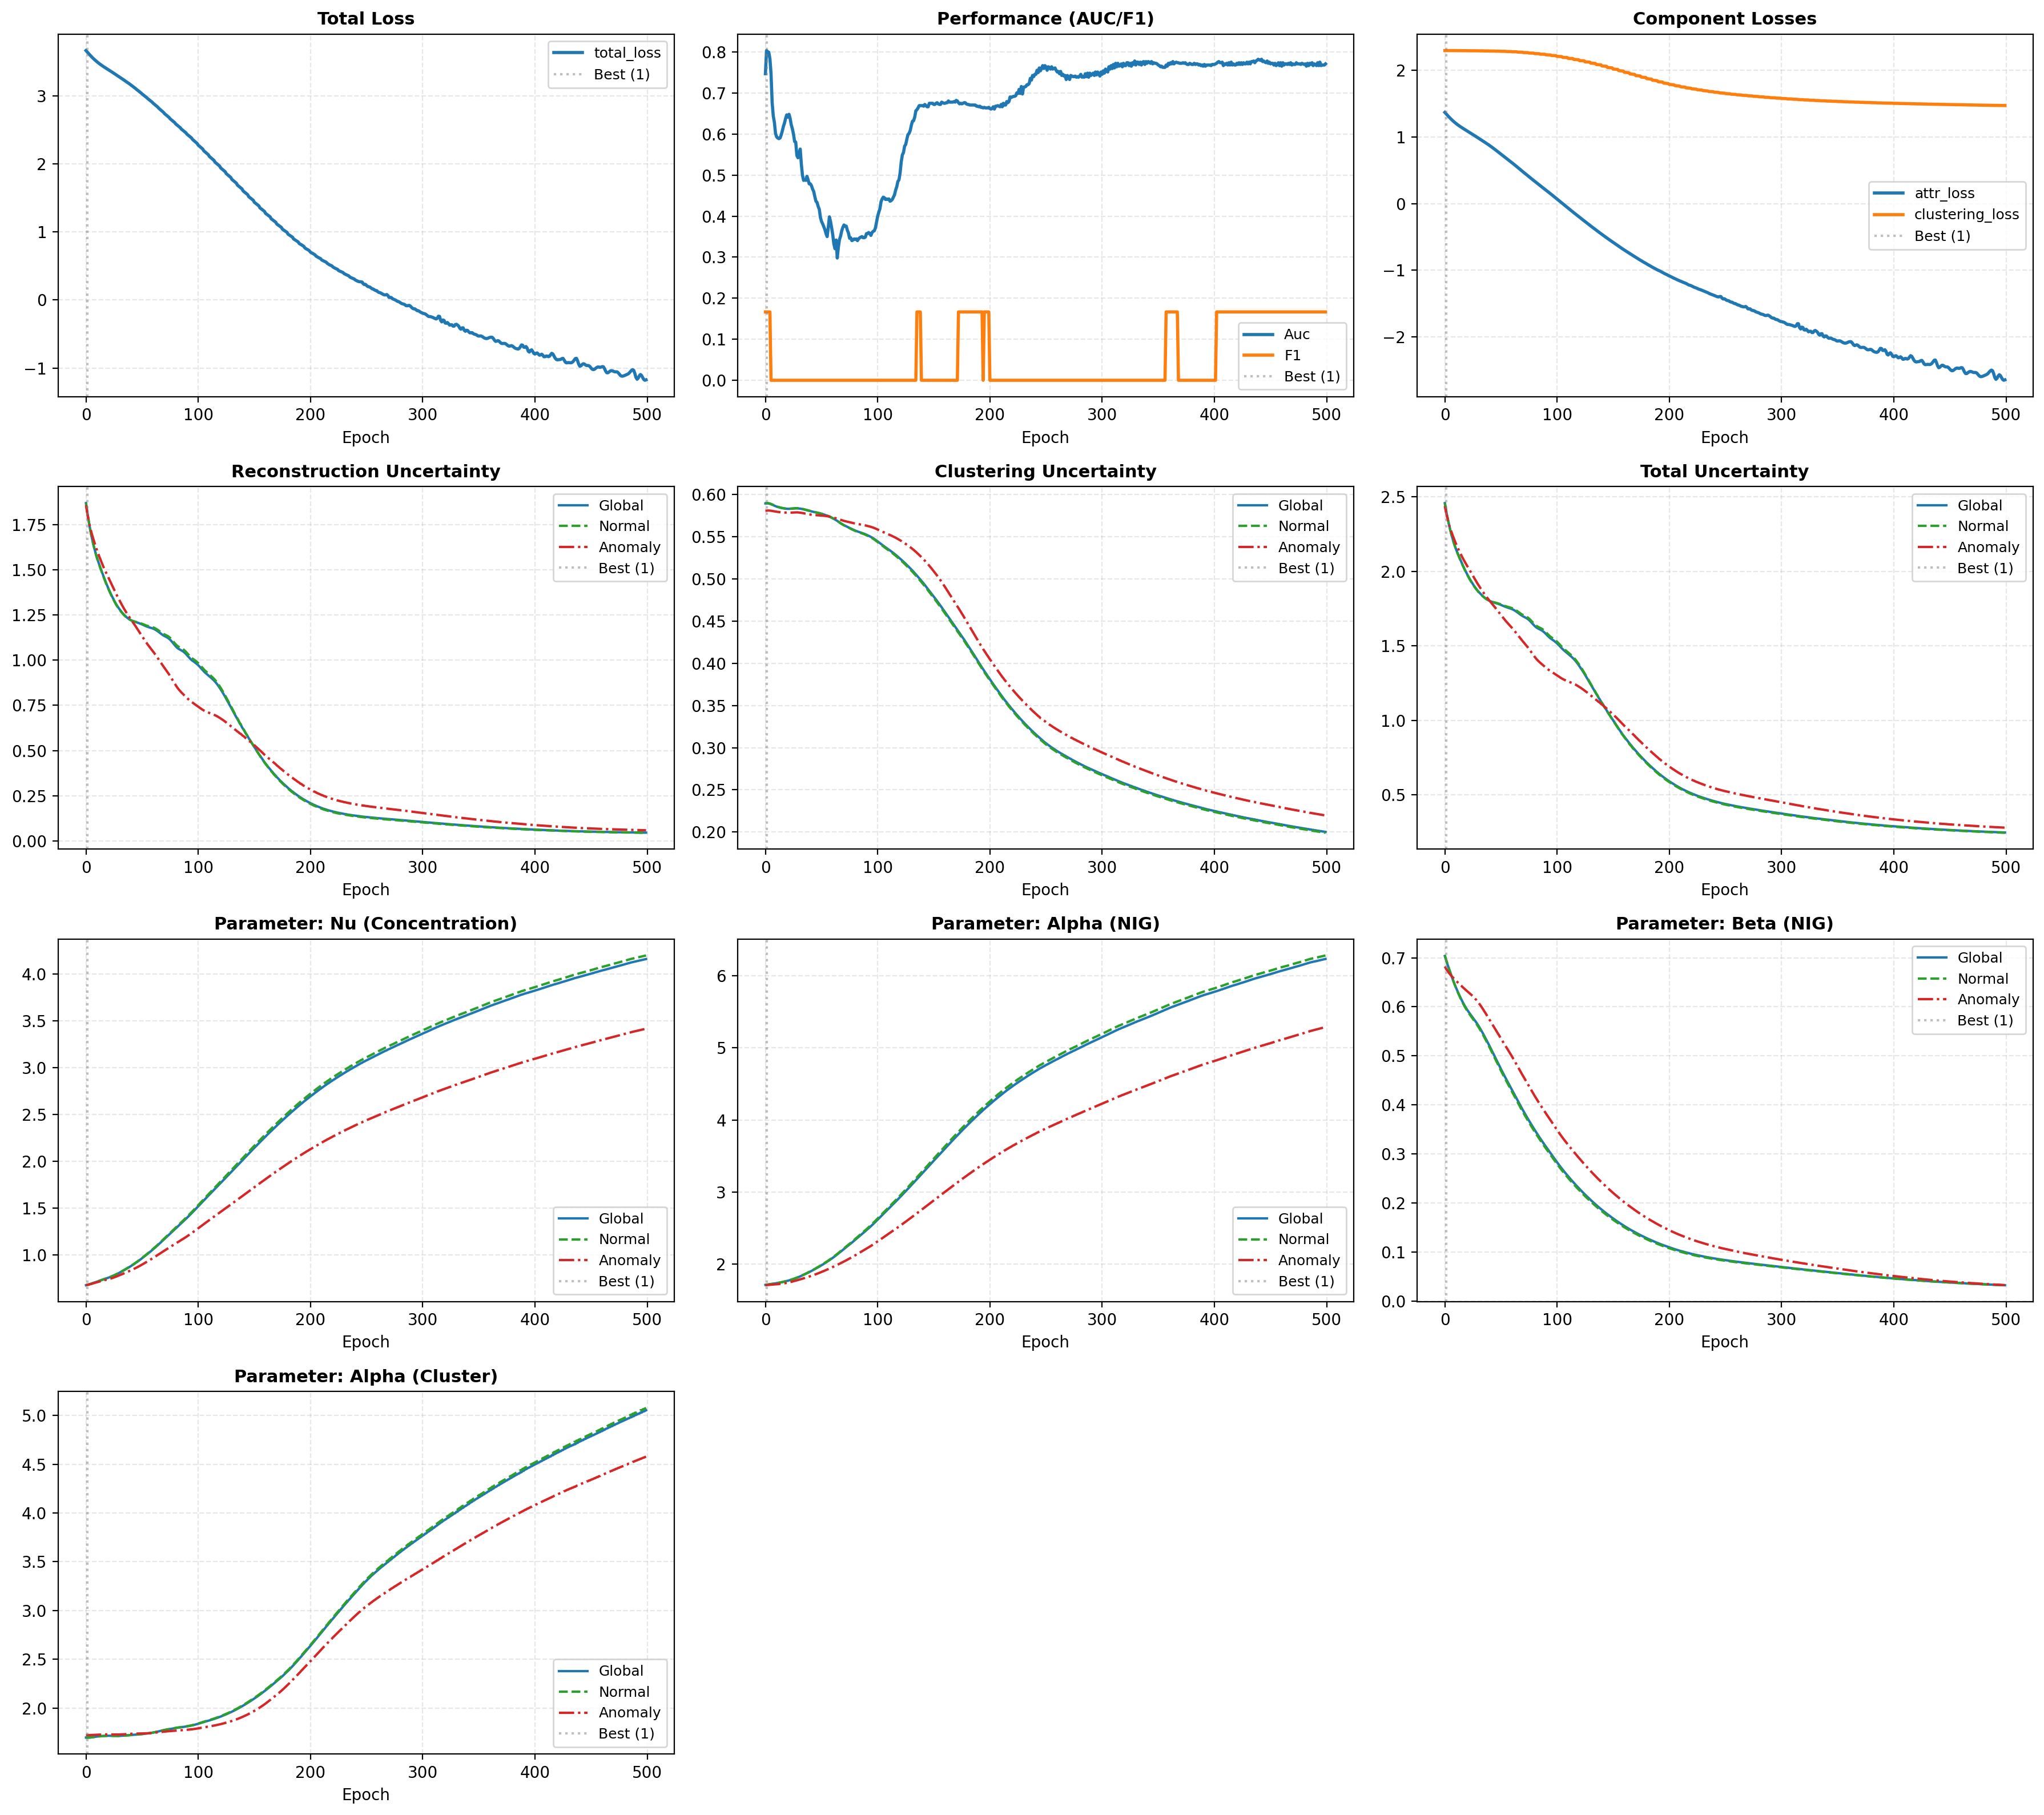 Total Loss
3
2
1
0
−1
0 100 200 300 400 500
Epoch
total_loss
Best (1)
Performance (AUC/F1)
0.8
0.7
0.6
0.5
0.4
0.3
0.2
0.1
0.0
0 100 200 300 400 500
Epoch
Auc
F1
Best (1)
Component Losses
2
1
0
−1
−2
0 100 200 300 400 500
Epoch
attr_loss
clustering_loss
Best (1)
Reconstruction Uncertainty
1.75
1.50
1.25
1.00
0.75
0.50
0.25
0.00
0 100 200 300 400 500
Epoch
Global
Normal
Anomaly
Best (1)
Clustering Uncertainty
0.60
0.55
0.50
0.45
0.40
0.35
0.30
0.25
0.20
0 100 200 300 400 500
Epoch
Global
Normal
Anomaly
Best (1)
Total Uncertainty
2.5
2.0
1.5
1.0
0.5
0 100 200 300 400 500
Epoch
Global
Normal
Anomaly
Best (1)
Parameter: Nu (Concentration)
4.0
3.5
3.0
2.5
2.0
1.5
1.0
0 100 200 300 400 500
Epoch
Global
Normal
Anomaly
Best (1)
Parameter: Alpha (NIG)
6
5
4
3
2
0 100 200 300 400 500
Epoch
Global
Normal
Anomaly
Best (1)
Parameter: Beta (NIG)
0.7
0.6
0.5
0.4
0.3
0.2
0.1
0.0
0 100 200 300 400 500
Epoch
Global
Normal
Anomaly
Best (1)
Parameter: Alpha (Cluster)
5.0
4.5
4.0
3.5
3.0
2.5
2.0
0 100 200 300 400 500
Epoch
Global
Normal
Anomaly
Best (1)